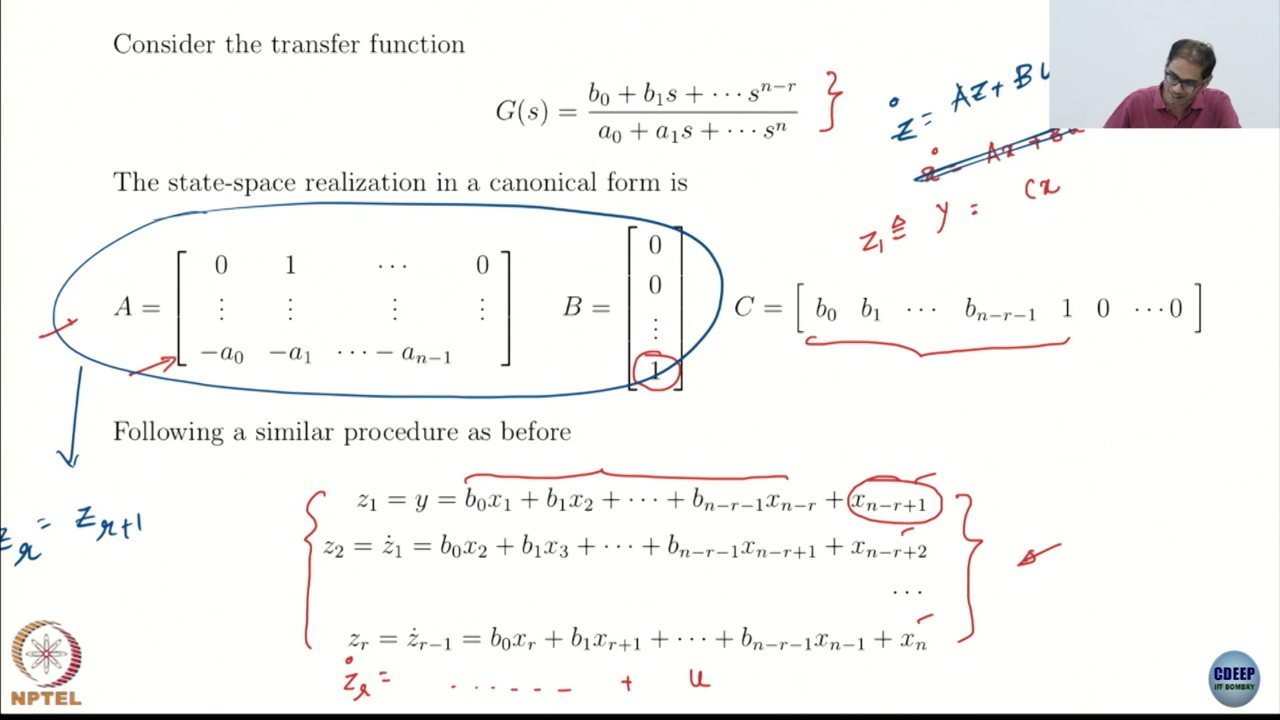 Consider the transfer function
G(s) = \frac{b_0 + b_1 s + ⋯ s^{n−r}}{a_0 + a_1 s + ⋯ s^n}
ż = Az + BU
y = Cx
z_1 ≜
The state-space realization in a canonical form is
A = [ 0 1 ⋯ 0 ; ⋮ ⋮ ⋮ ⋮ ; −a_0 −a_1 ⋯ − a_{n−1} ] B = [ 0 ; 0 ; ⋮ ; 1 ] C = [ b_0 b_1 ⋯ b_{n−r−1} 1 0 ⋯ 0 ]
Following a similar procedure as before
z_1 = y = b_0x_1 + b_1x_2 + ⋯ + b_{n−r−1}x_{n−r} + x_{n−r+1}
z_r = z_{r+1}
z_2 = ż_1 = b_0x_2 + b_1x_3 + ⋯ + b_{n−r−1}x_{n−r+1} + x_{n−r+2}
⋯
z_r = ż_{r−1} = b_0x_r + b_1x_{r+1} + ⋯ + b_{n−r−1}x_{n−1} + x_n
ż_r = ...... + u
NPTEL
CDEEP
IIT BOMBAY